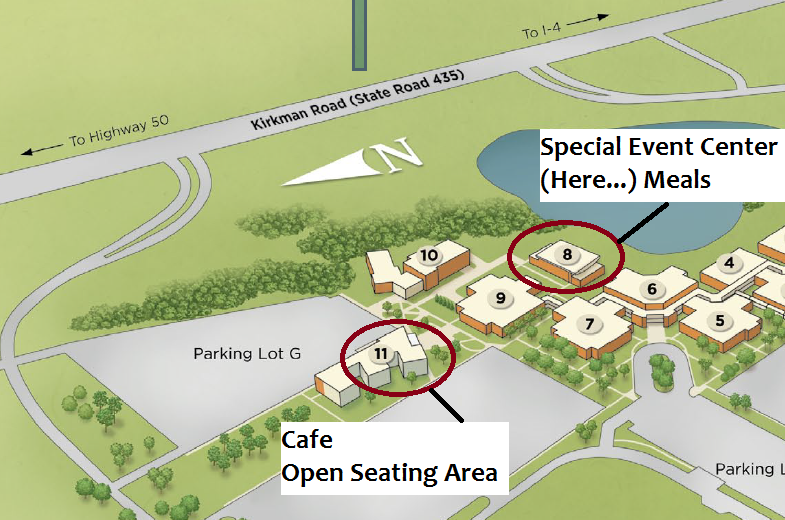 To I-4
Kirkman Road (State Road 435)
To Highway 50
N
Special Event Center
(Here...) Meals
8
10
4
6
9
7
5
11
Parking Lot G
Cafe
Open Seating Area
Parking L